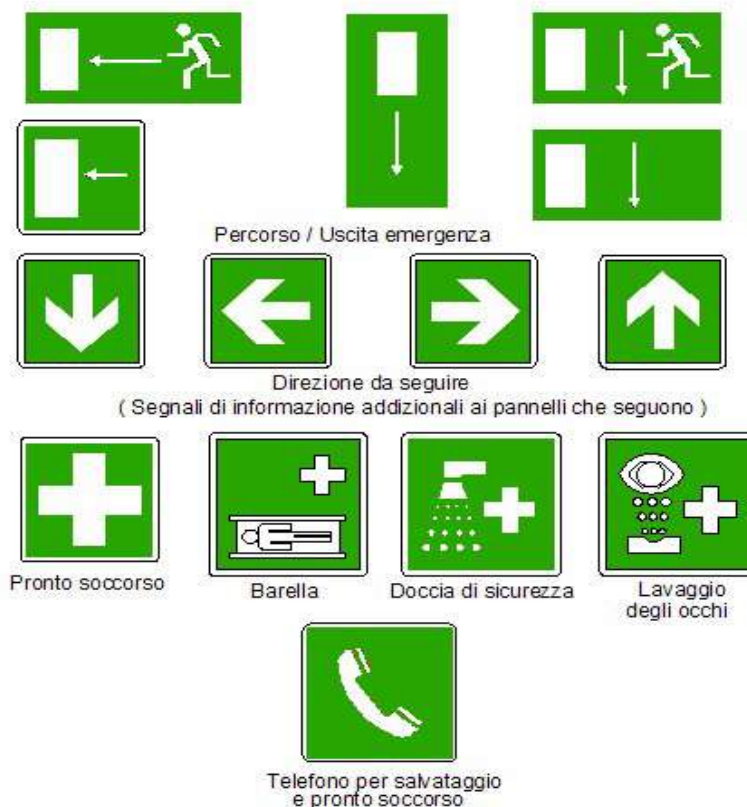 Percorso / Uscita emergenza
Direzione da seguire
( Segnali di informazione addizionali ai pannelli che seguono )
Pronto soccorso
Barella
Doccia di sicurezza
Lavaggio
degli occhi
Telefono per salvataggio
e pronto soccorso